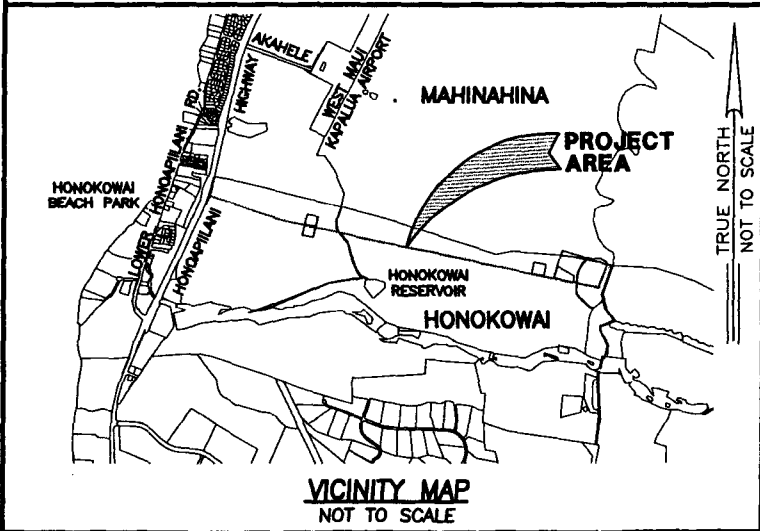 AKAHELE
WEST MAUI
KAPALUA AIRPORT
HIGHWAY
MAHINAHINA
PROJECT
AREA
TRUE NORTH
NOT TO SCALE
HONOKOWAI
BEACH PARK
LOWER HONOAPIILANI RD.
HONOAPIILANI
HONOKOWAI
RESERVOIR
HONOKOWAI
VICINITY MAP
NOT TO SCALE